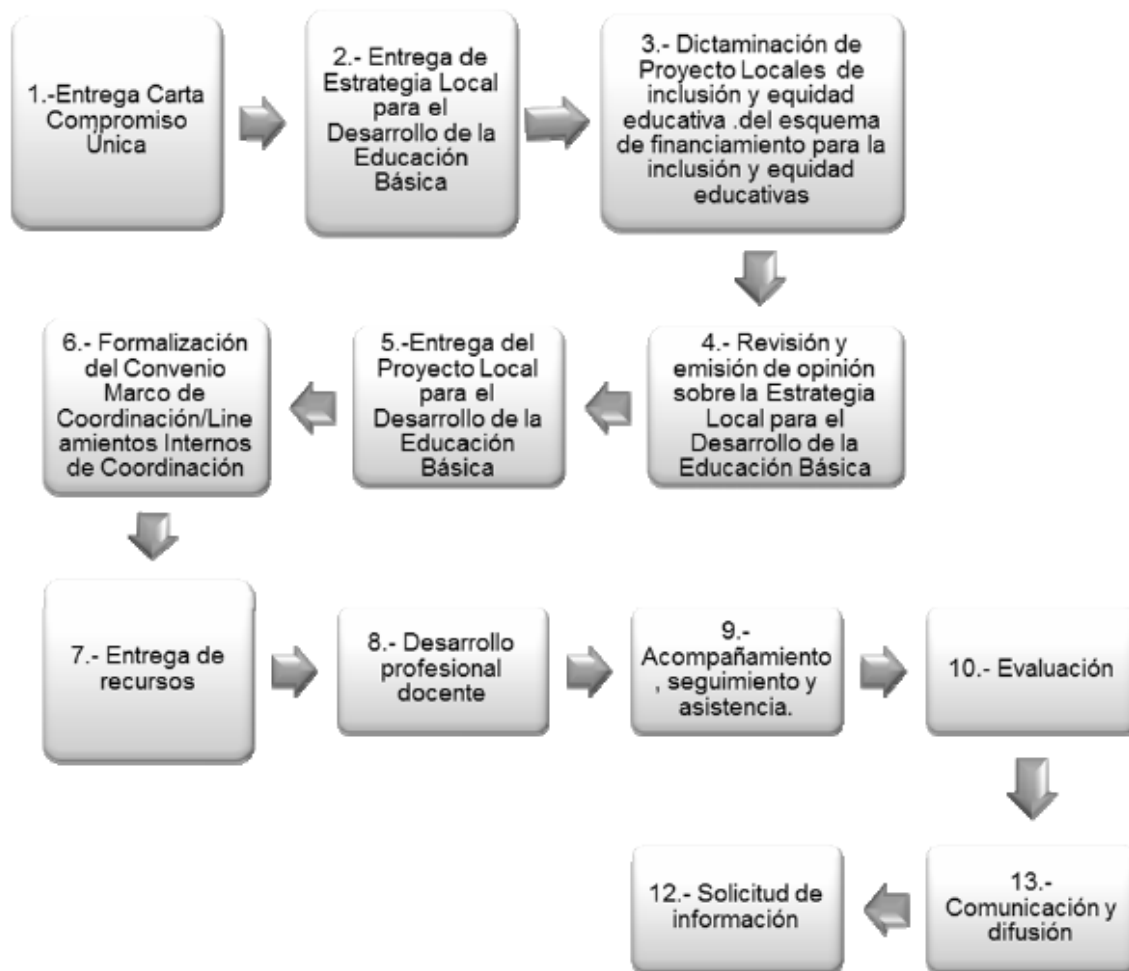 1.-Entrega Carta
Compromiso
Única
2.- Entrega de
Estrategia Local
para el
Desarrollo de la
Educación
Básica
3.- Dictaminación de
Proyecto Locales de
inclusión y equidad
educativa .del esquema
de financiamiento para la
inclusión y equidad
educativas
4.- Revisión y
emisión de opinión
sobre la Estrategia
Local para el
Desarrollo de la
Educación Básica
5.-Entrega del
Proyecto Local
para el
Desarrollo de la
Educación
Básica
6.- Formalización
del Convenio
Marco de
Coordinación/Line
amientos Internos
de Coordinación
7.- Entrega de
recursos
8.- Desarrollo
profesional
docente
9.-
Acompañamiento
, seguimiento y
asistencia.
10.- Evaluación
13.-
Comunicación y
difusión
12.- Solicitud de
información